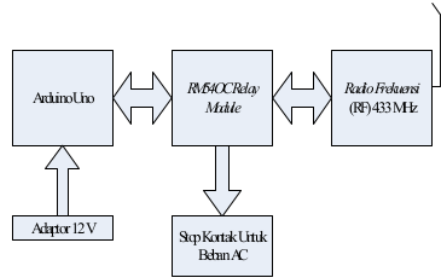 Arduino Uno
RM54OC Relay
Module
Radio Frekuensi
(RF) 433 MHz
Adaptor 12 V
Stop Kontak Untuk
Beban AC